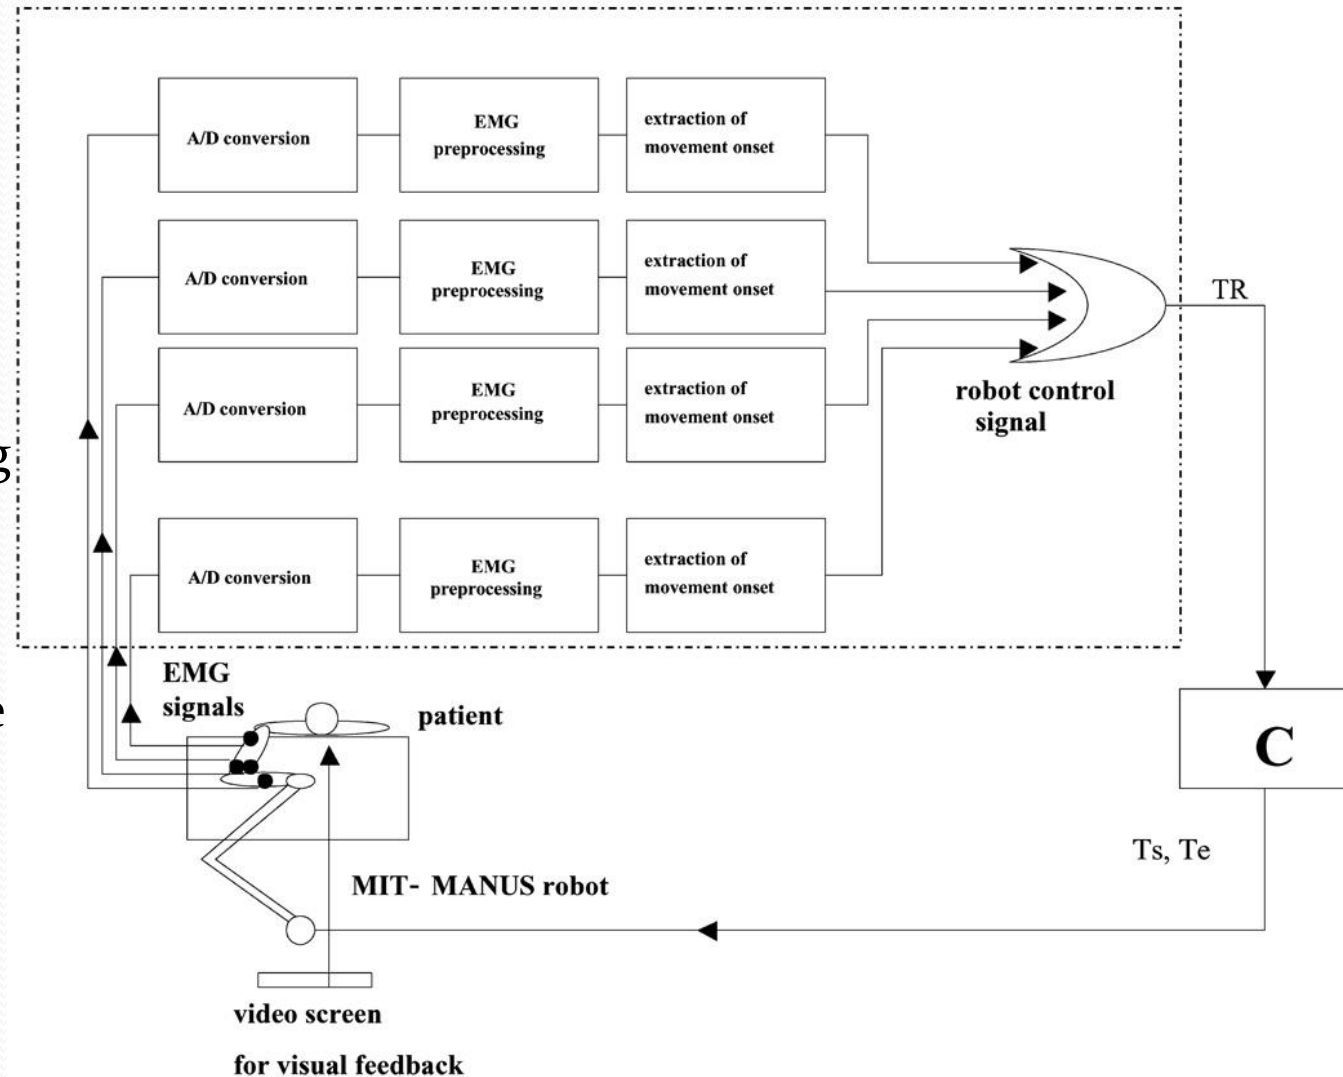 A/D conversion
EMG
preprocessing
extraction of
movement onset
A/D conversion
EMG
preprocessing
extraction of
movement onset
A/D conversion
EMG
preprocessing
extraction of
movement onset
A/D conversion
EMG
preprocessing
extraction of
movement onset
TR
robot control
signal
g
e
EMG
signals
patient
C
Ts, Te
MIT- MANUS robot
video screen
for visual feedback